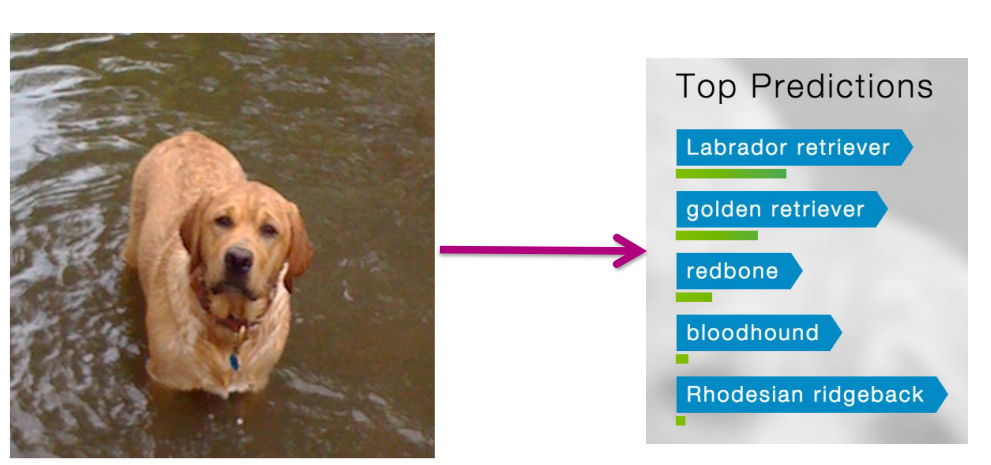 Top Predictions
Labrador retriever
golden retriever
redbone
bloodhound
Rhodesian ridgeback